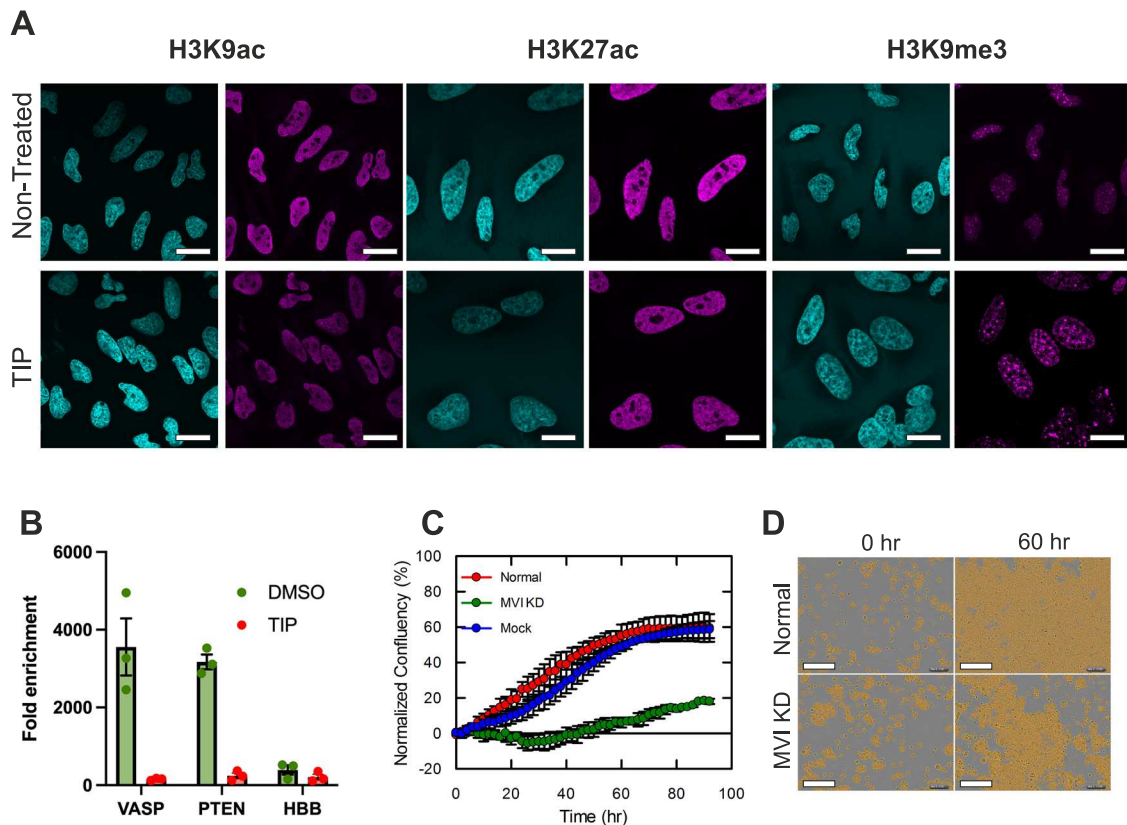 A
H3K9ac
H3K27ac
H3K9me3
Non-Treated
TIP
B
Fold enrichment
6000
4000
2000
0
DMSO
TIP
VASP
PTEN
HBB
C
Normalized Confluency (%)
100
80
60
40
20
0
-20
Normal
MVI KD
Mock
0
20
40
60
80
100
Time (hr)
D
0 hr
60 hr
Normal
MVI KD